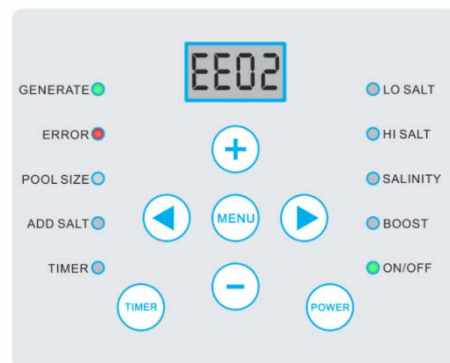 EE02
GENERATE
LO SALT
ERROR
HI SALT
POOL SIZE
SALINITY
MENU
ADD SALT
BOOST
TIMER
ON/OFF
TIMER
POWER